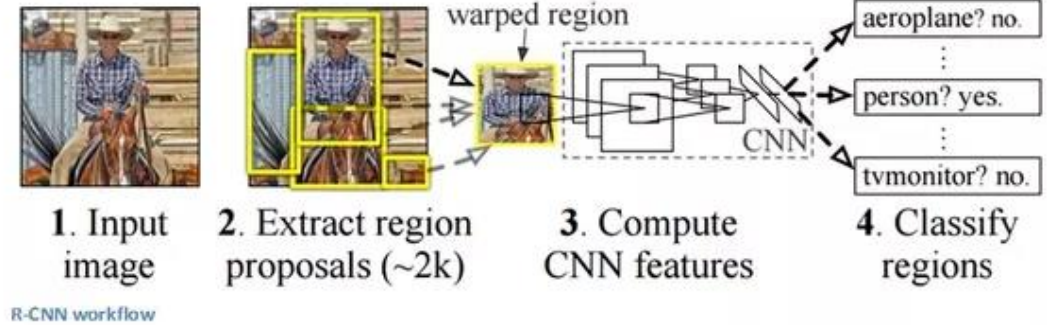 warped region
aeroplane? no.
person? yes.
CNN
tvmonitor? no.
1. Input
image
2. Extract region
proposals (~2k)
3. Compute
CNN features
4. Classify
regions
R-CNN workflow